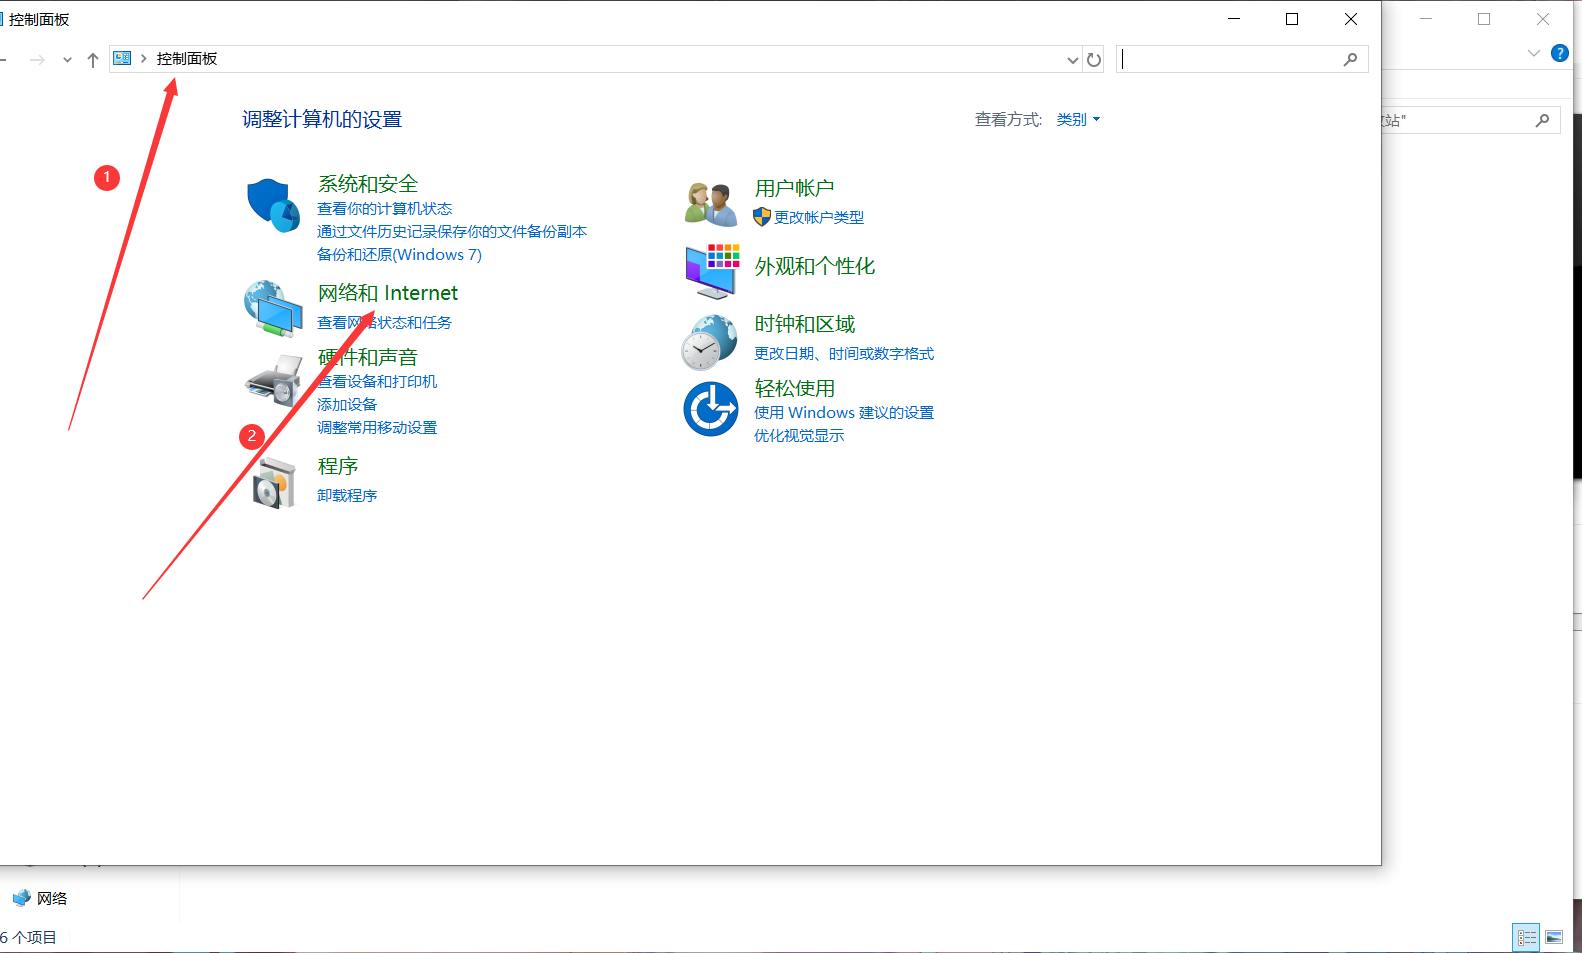 控制面板
控制面板
调整计算机的设置
查看方式: 类别
1
系统和安全
查看你的计算机状态
通过文件历史记录保存你的文件备份副本
备份和还原(Windows 7)
网络和 Internet
查看网络状态和任务
硬件和声音
查看设备和打印机
添加设备
调整常用移动设置
2
程序
卸载程序
用户帐户
更改帐户类型
外观和个性化
时钟和区域
更改日期、时间或数字格式
轻松使用
使用 Windows 建议的设置
优化视觉显示
?
站"
网络
6 个项目